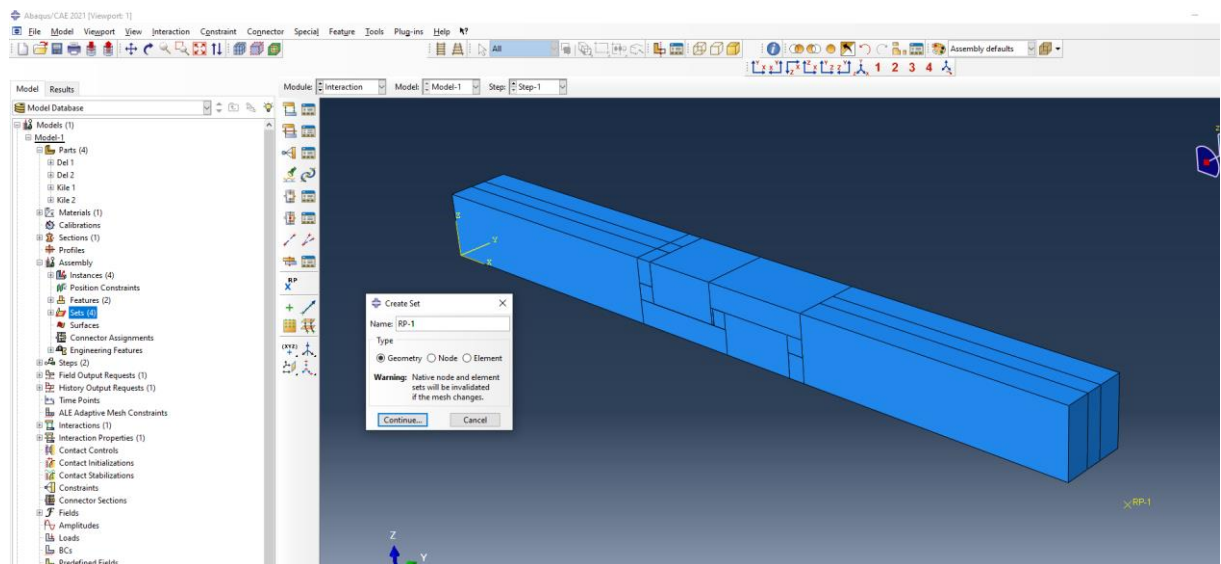 Abaqus/CAE 2021 [Viewport: 1]
File Model Viewport View Interaction Constraint Connector Special Feature Tools Plug-ins Help
All
Assembly defaults
1 2 3 4
Model Results
Module: Interaction Model: Model-1 Step: Step-1
Model Database
Models (1)
Model-1
Parts (4)
Del 1
Del 2
Kile 1
Kile 2
Materials (1)
Calibrations
Sections (1)
Profiles
Assembly
Instances (4)
Position Constraints
Features (2)
Sets (4)
Surfaces
Connector Assignments
Engineering Features
Steps (2)
Field Output Requests (1)
History Output Requests (1)
Time Points
ALE Adaptive Mesh Constraints
Interactions (1)
Interaction Properties (1)
Contact Controls
Contact Initializations
Contact Stabilizations
Constraints
Connector Sections
Fields
Amplitudes
Loads
BCs
Predefined Fields
RP
(XYZ)
Create Set
Name: RP-1
Type
Geometry Node Element
Warning: Native node and element
sets will be invalidated
if the mesh changes.
Continue... Cancel
Y
X
RP-1
Z
Y